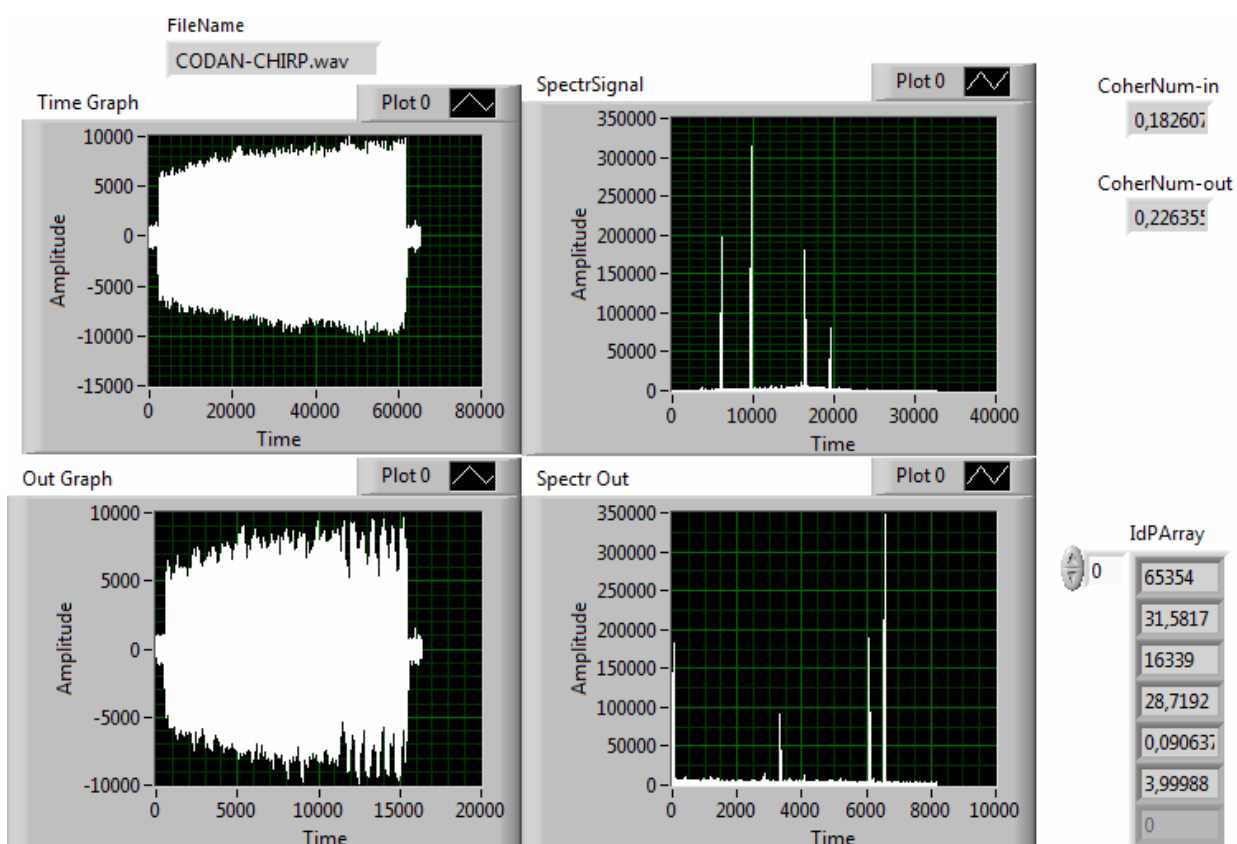 FileName
CODAN-CHIRP.wav
Time Graph
Plot 0
10000
5000
0
-5000
-10000
-15000
Amplitude
0 20000 40000 60000 80000
Time
SpectrSignal
Plot 0
350000
300000
250000
200000
150000
100000
50000
0
Amplitude
0 10000 20000 30000 40000
Time
CoherNum-in
0,182607
CoherNum-out
0,226355
Out Graph
Plot 0
10000
5000
0
-5000
-10000
Amplitude
0 5000 10000 15000 20000
Time
Spectr Out
Plot 0
350000
300000
250000
200000
150000
100000
50000
0
Amplitude
0 2000 4000 6000 8000 10000
Time
IdPArray
0
65354
31,5817
16339
28,7192
0,090637
3,99988
0